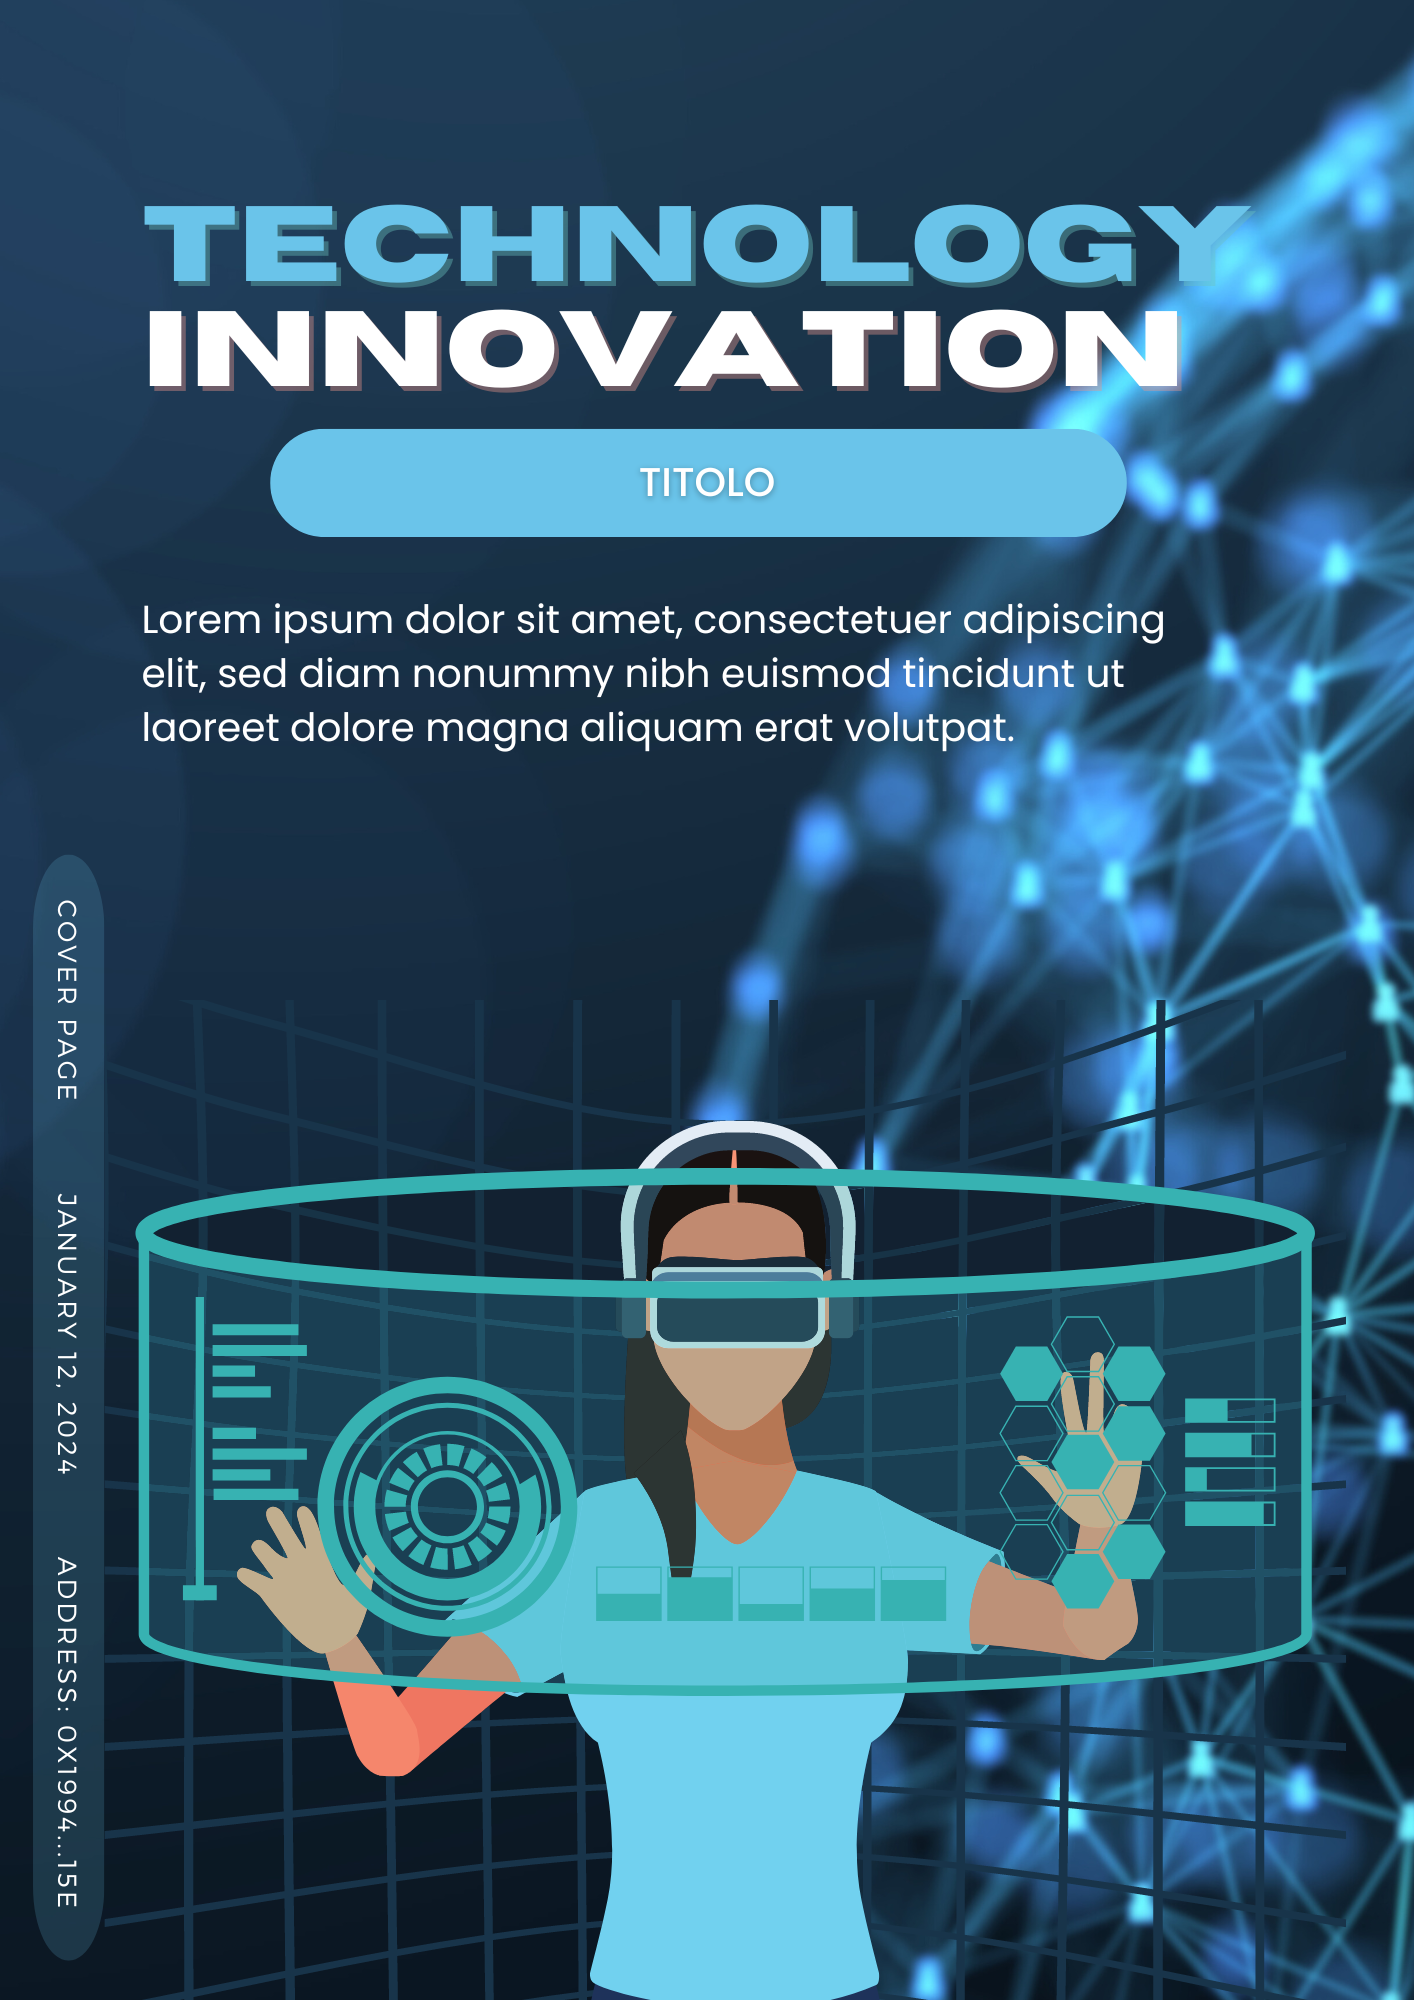 TECHNOLOGY
INNOVATION
TITOLO
Lorem ipsum dolor sit amet, consectetuer adipiscing
elit, sed diam nonummy nibh euismod tincidunt ut
laoreet dolore magna aliquam erat volutpat.
COVER PAGE
JANUARY 12, 2024
ADDRESS: 0X1994...15E